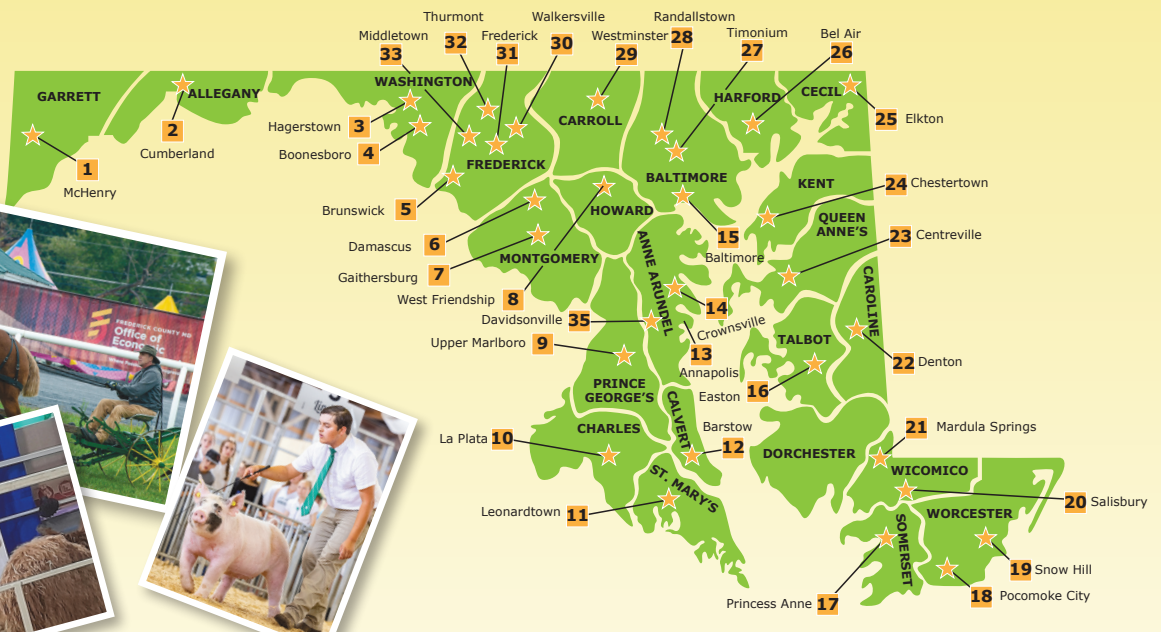 Thurmont
32
Walkersville
30
Randallstown
28
Middletown
33
Frederick
31
Westminster
29
Timonium
27
Bel Air
26
GARRETT
ALLEGANY
WASHINGTON
CARROLL
HARFORD
CECIL
FREDERICK
BALTIMORE
KENT
HOWARD
QUEEN
ANNE'S
MONTGOMERY
ANNE ARUNDEL
CAROLINE
TALBOT
PRINCE
GEORGE'S
CHARLES
CALVERT
DORCHESTER
ST. MARY'S
WICOMICO
WORCESTER
SOMERSET
1
McHenry
2
Cumberland
Hagerstown 3
Boonesboro 4
Brunswick 5
Damascus 6
Gaithersburg 7
West Friendship 8
Davidsonville 35
Upper Marlboro 9
La Plata 10
Leonardtown 11
Barstow
12
13
Annapolis
14
Crownsville
15
Baltimore
Easton 16
Princess Anne 17
18 Pocomoke City
19 Snow Hill
20 Salisbury
21 Mardula Springs
22 Denton
23 Centreville
24 Chestertown
25 Elkton
FREDERICK COUNTY MD
Office of